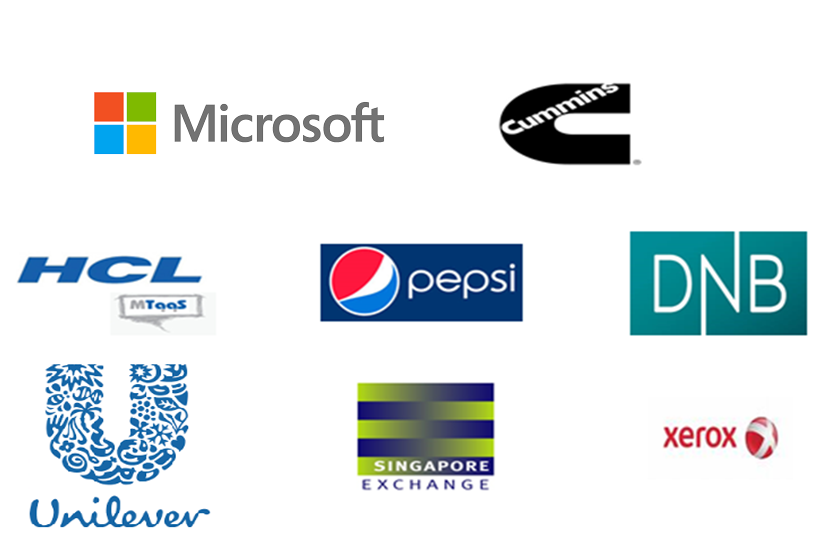 Microsoft
Cummins
HCL
MTaaS
pepsi
DNB
Unilever
SINGAPORE
EXCHANGE
xerox